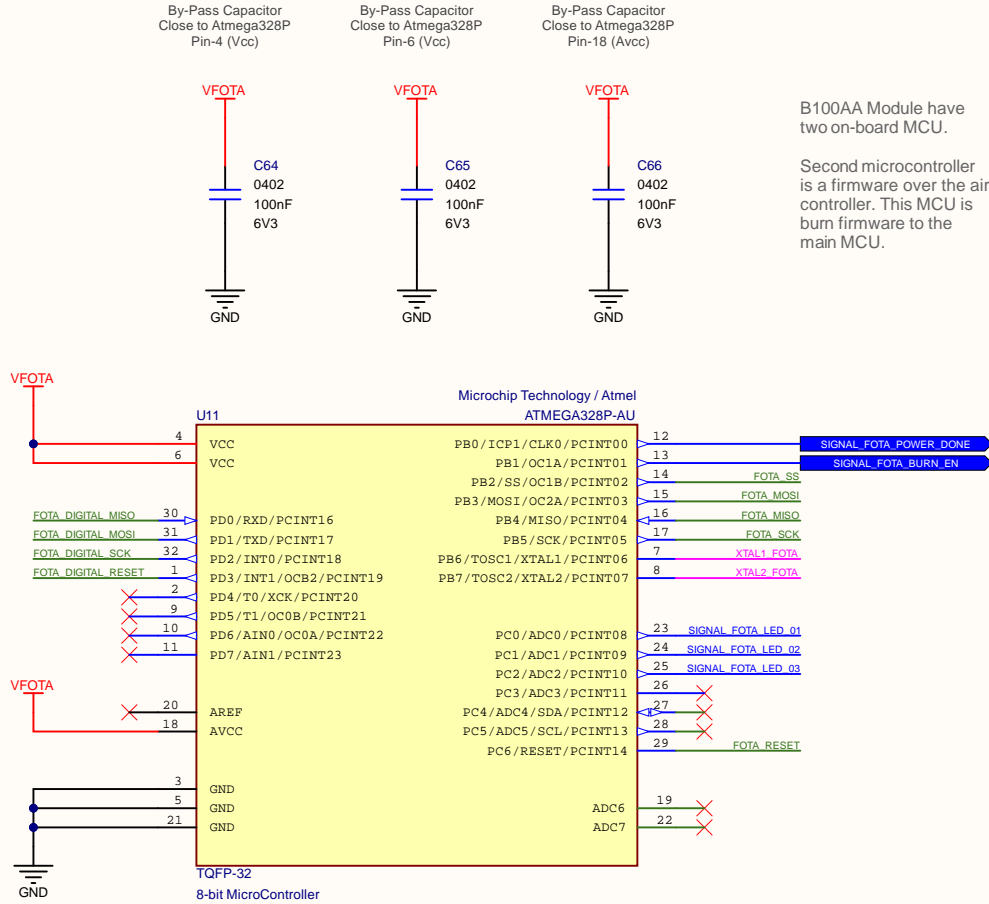 By-Pass Capacitor
Close to Atmega328P
Pin-4 (Vcc)
By-Pass Capacitor
Close to Atmega328P
Pin-6 (Vcc)
By-Pass Capacitor
Close to Atmega328P
Pin-18 (Avcc)
VFOTA
VFOTA
VFOTA
B100AA Module have
two on-board MCU.
Second microcontroller
is a firmware over the air
controller. This MCU is
burn firmware to the
main MCU.
C64
0402
100nF
6V3
C65
0402
100nF
6V3
C66
0402
100nF
6V3
GND
GND
GND
VFOTA
Microchip Technology / Atmel
U11
ATMEGA328P-AU
4 VCC
6 VCC
FOTA_DIGITAL_MISO 30 PD0/RXD/PCINT16
FOTA_DIGITAL_MOSI 31 PD1/TXD/PCINT17
FOTA_DIGITAL_SCK 32 PD2/INT0/PCINT18
FOTA_DIGITAL_RESET 1 PD3/INT1/OCB2/PCINT19
2 PD4/T0/XCK/PCINT20
9 PD5/T1/OC0B/PCINT21
10 PD6/AIN0/OC0A/PCINT22
11 PD7/AIN1/PCINT23
VFOTA
20 AREF
18 AVCC
3 GND
5 GND
21 GND
GND
PB0/ICP1/CLK0/PCINT00 12 SIGNAL_FOTA_POWER_DONE
PB1/OC1A/PCINT01 13 SIGNAL_FOTA_BURN_EN
PB2/SS/OC1B/PCINT02 14 FOTA_SS
PB3/MOSI/OC2A/PCINT03 15 FOTA_MOSI
PB4/MISO/PCINT04 16 FOTA_MISO
PB5/SCK/PCINT05 17 FOTA_SCK
PB6/TOSC1/XTAL1/PCINT06 7 XTAL1_FOTA
PB7/TOSC2/XTAL2/PCINT07 8 XTAL2_FOTA
PC0/ADC0/PCINT08 23 SIGNAL_FOTA_LED_01
PC1/ADC1/PCINT09 24 SIGNAL_FOTA_LED_02
PC2/ADC2/PCINT10 25 SIGNAL_FOTA_LED_03
PC3/ADC3/PCINT11 26
PC4/ADC4/SDA/PCINT12 27
PC5/ADC5/SCL/PCINT13 28
PC6/RESET/PCINT14 29 FOTA_RESET
ADC6 19
ADC7 22
TQFP-32
8-bit MicroController